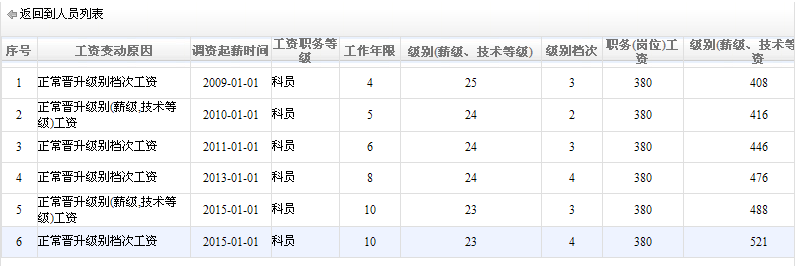 返回到人员列表
序号 工资变动原因 调资起薪时间 工资职务等级 工作年限 级别(薪级、技术等级) 级别档次 职务(岗位)工资 级别(薪级、技术等资
1 正常晋升级别档次工资 2009-01-01 科员 4 25 3 380 408
2 正常晋升级别(薪级,技术等级)工资 2010-01-01 科员 5 24 2 380 416
3 正常晋升级别档次工资 2011-01-01 科员 6 24 3 380 446
4 正常晋升级别档次工资 2013-01-01 科员 8 24 4 380 476
5 正常晋升级别(薪级,技术等级)工资 2015-01-01 科员 10 23 3 380 488
6 正常晋升级别档次工资 2015-01-01 科员 10 23 4 380 521